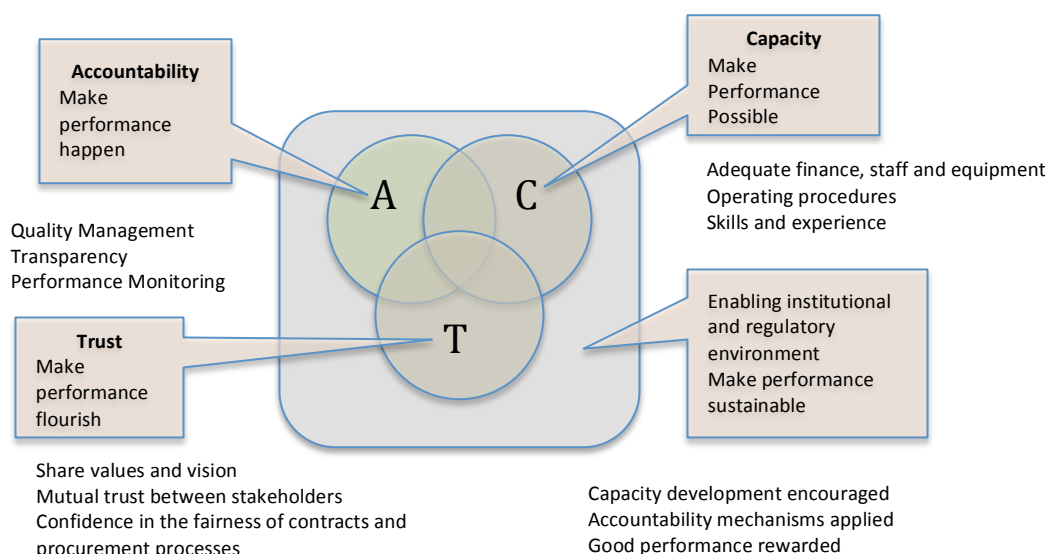 Accountability
Make
performance
happen
Quality Management
Transparency
Performance Monitoring
Trust
Make
performance
flourish
Share values and vision
Mutual trust between stakeholders
Confidence in the fairness of contracts and
procurement processes
A
C
T
Capacity
Make
Performance
Possible
Adequate finance, staff and equipment
Operating procedures
Skills and experience
Enabling institutional
and regulatory
environment
Make performance
sustainable
Capacity development encouraged
Accountability mechanisms applied
Good performance rewarded